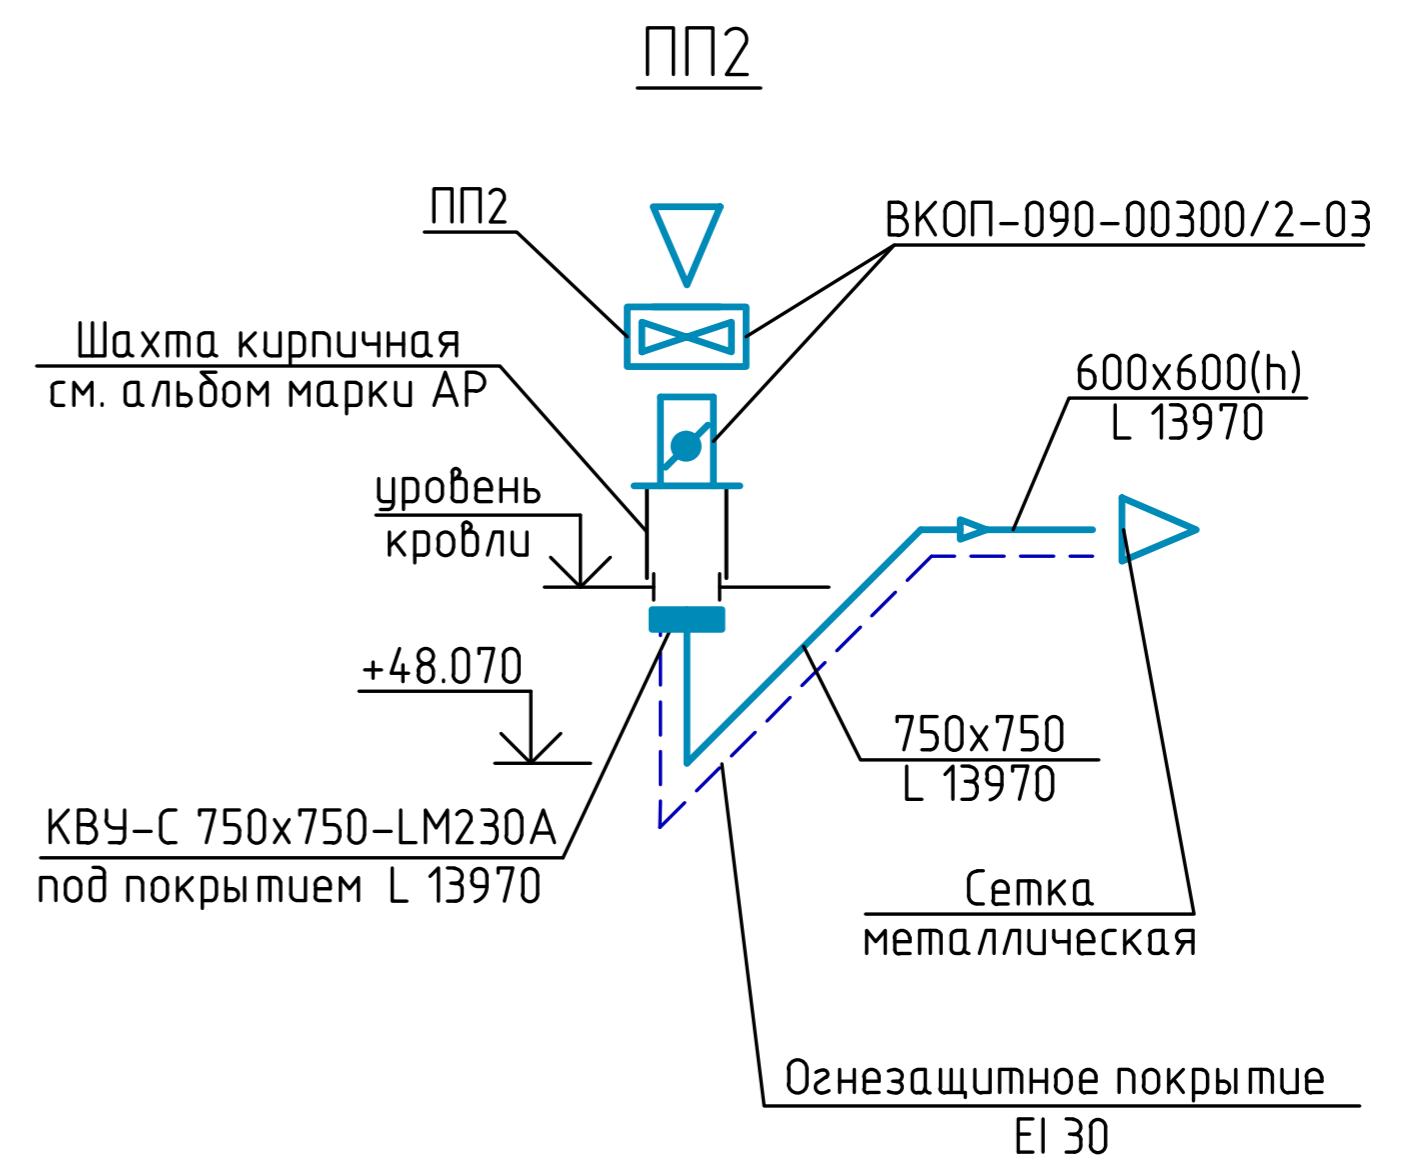 ПП2
ПП2
ВКОП-090-00300/2-03
Шахта кирпичная
см. альбом марки АР
600х600(h)
L 13970
уровень
кровли
+48.070
750х750
L 13970
КВУ-С 750х750-LM230А
под покрытием L 13970
Сетка
металлическая
Огнезащитное покрытие
EI 30